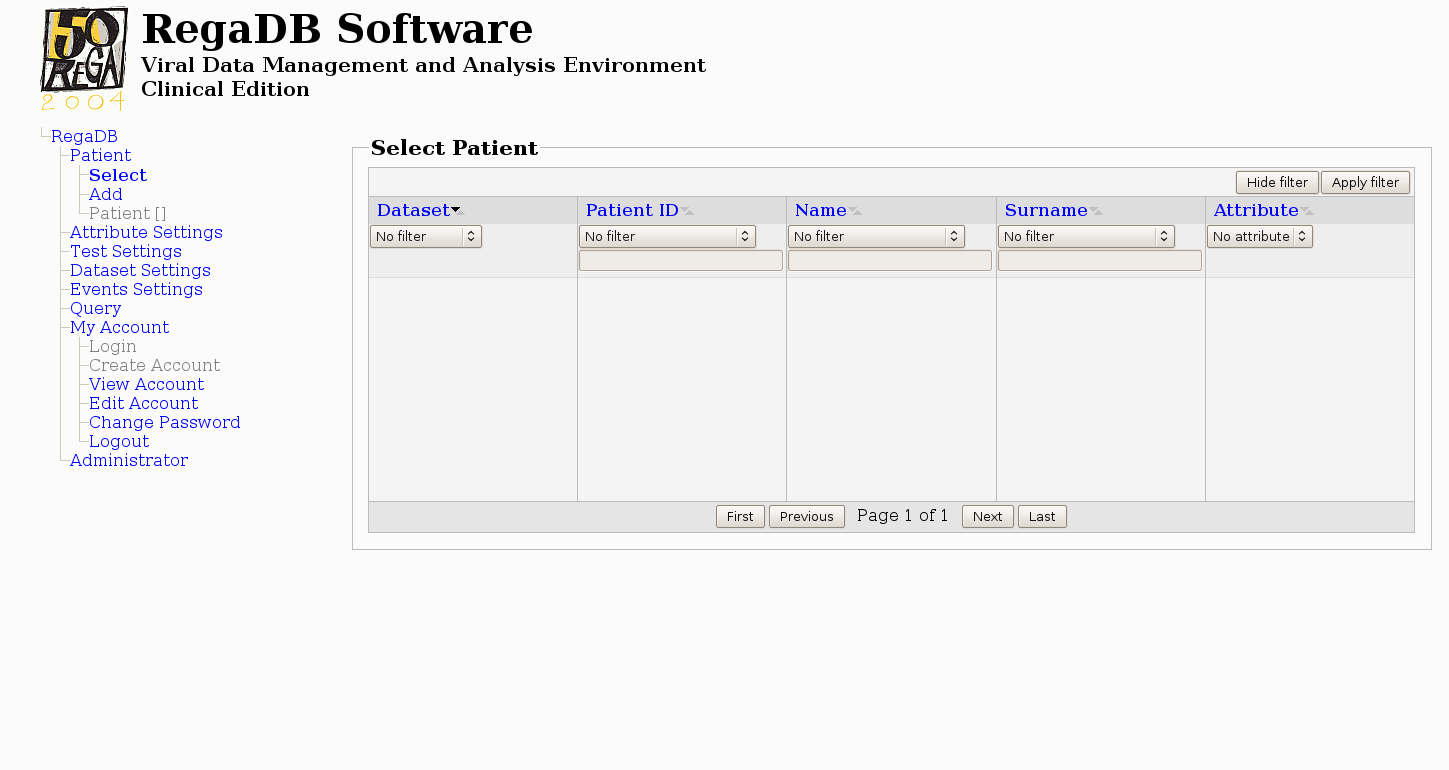 50
REGA
2004
RegaDB Software
Viral Data Management and Analysis Environment
Clinical Edition
RegaDB
Patient
Select
Add
Patient []
Attribute Settings
Test Settings
Dataset Settings
Events Settings
Query
My Account
Login
Create Account
View Account
Edit Account
Change Password
Logout
Administrator
Select Patient
Hide filter Apply filter
Dataset Patient ID Name Surname Attribute
No filter No filter No filter No filter No attribute
First Previous Page 1 of 1 Next Last